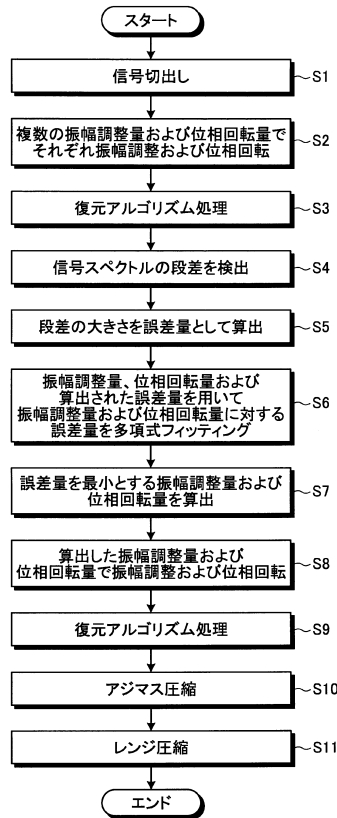 スタート
信号切出し
~S1
複数の振幅調整量および位相回転量で
それぞれ振幅調整および位相回転
~S2
復元アルゴリズム処理
~S3
信号スペクトルの段差を検出
~S4
段差の大きさを誤差量として算出
~S5
振幅調整量、位相回転量および
算出された誤差量を用いて
振幅調整量および位相回転量に対する
誤差量を多項式フィッティング
~S6
誤差量を最小とする振幅調整量および
位相回転量を算出
~S7
算出した振幅調整量および
位相回転量で振幅調整および位相回転
~S8
復元アルゴリズム処理
~S9
アジマス圧縮
~S10
レンジ圧縮
~S11
エンド